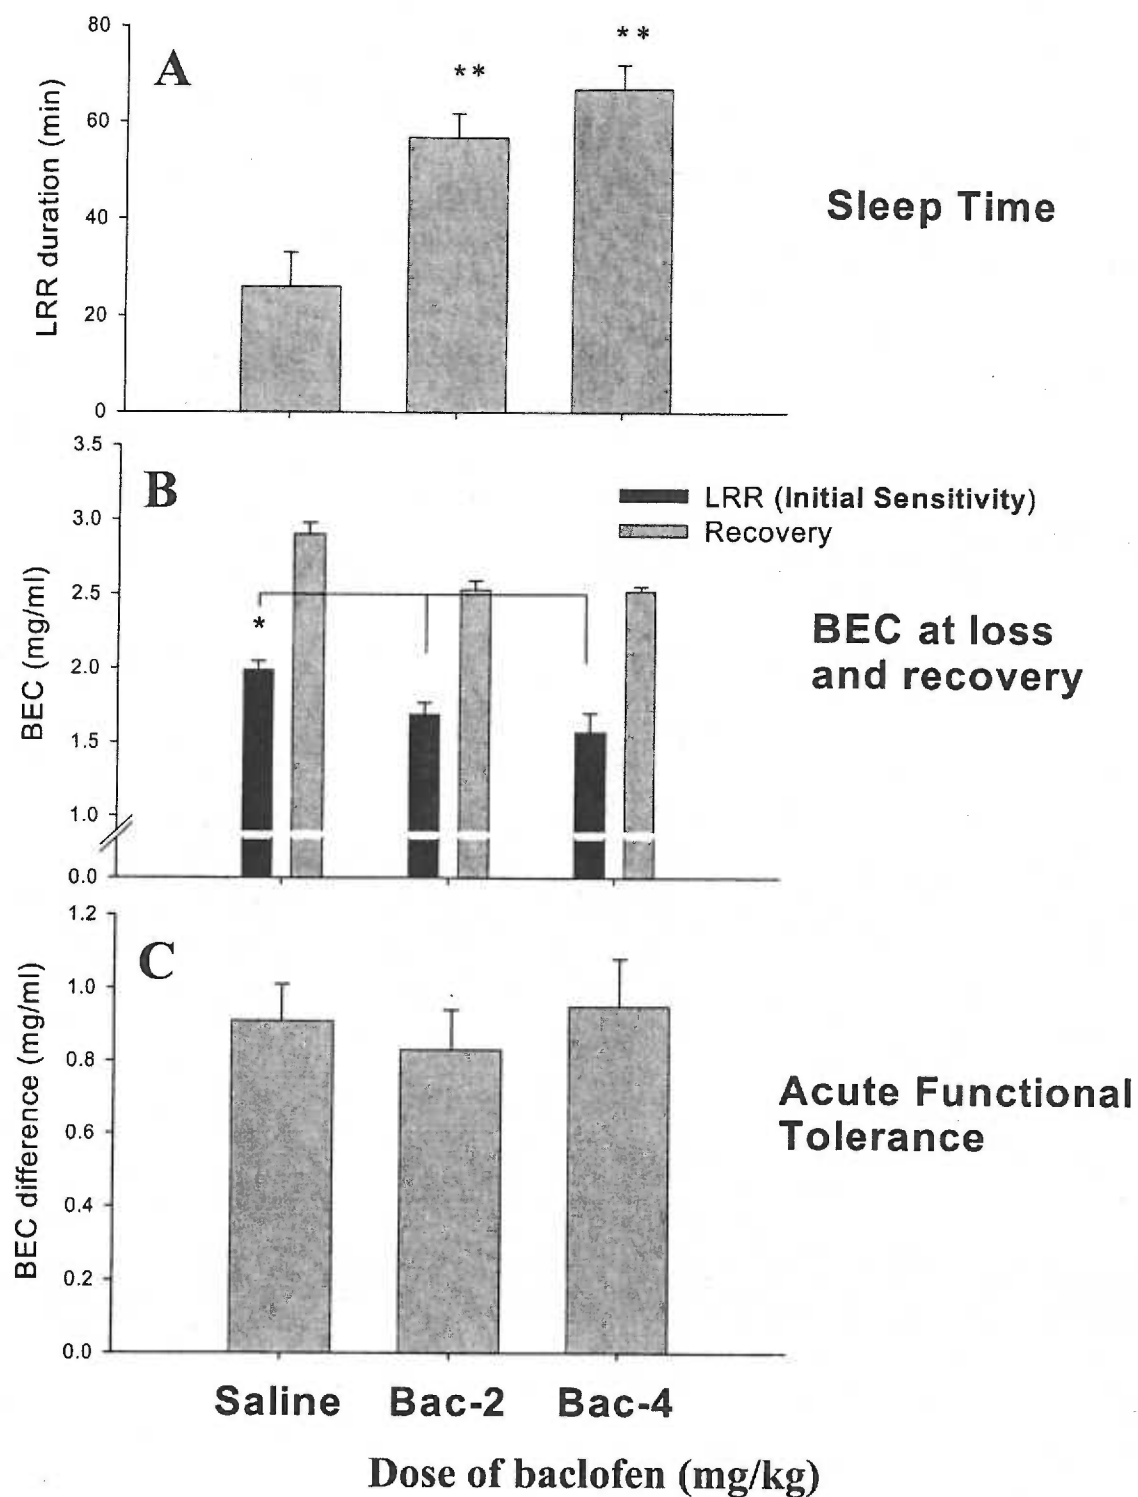 A
**
**
80
60
40
20
0
LRR duration (min)
Sleep Time
B
3.5
3.0
2.5
2.0
1.5
1.0
0.0
BEC (mg/ml)
LRR (Initial Sensitivity)
Recovery
*
BEC at loss
and recovery
C
1.2
1.0
0.8
0.6
0.4
0.2
0.0
BEC difference (mg/ml)
Acute Functional
Tolerance
Saline Bac-2 Bac-4
Dose of baclofen (mg/kg)